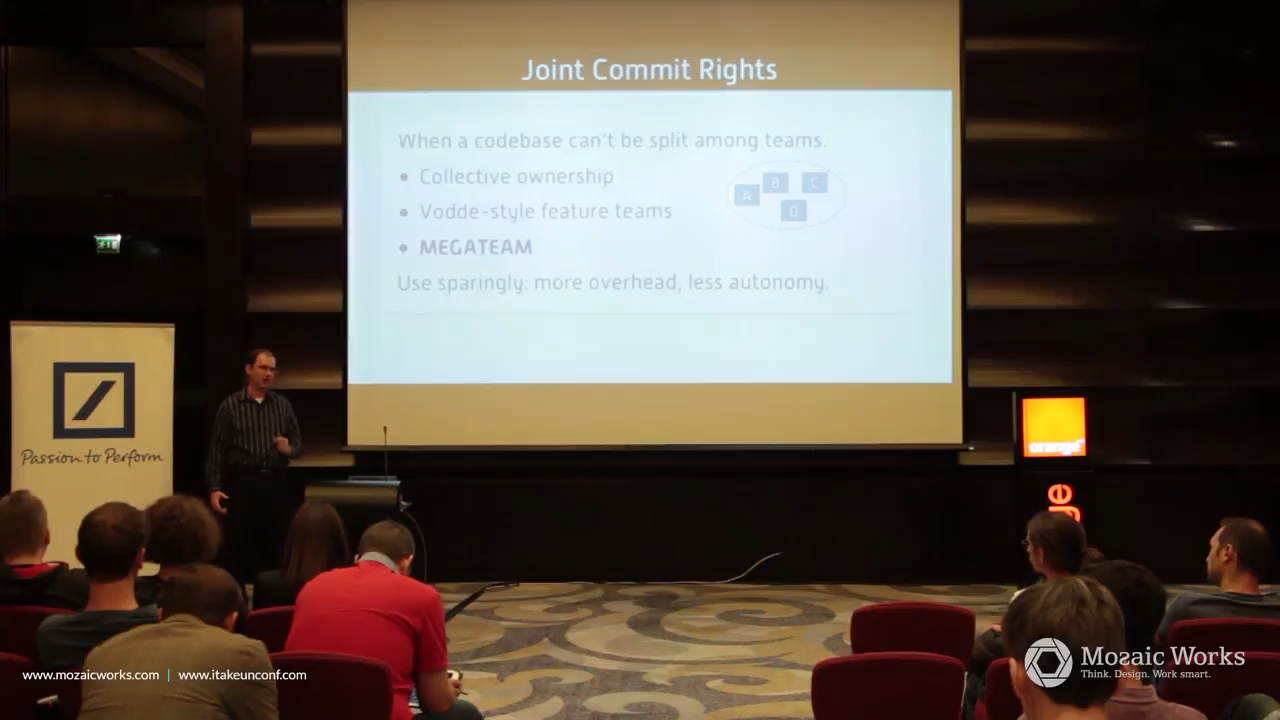 Joint Commit Rights
When a codebase can't be split among teams.
• Collective ownership
• Vodde-style feature teams
• MEGATEAM
Use sparingly: more overhead, less autonomy.
A
B
C
D
Passion to Perform
orange™
www.mozaicworks.com | www.itakeunconf.com
Mozaic Works
Think. Design. Work smart.